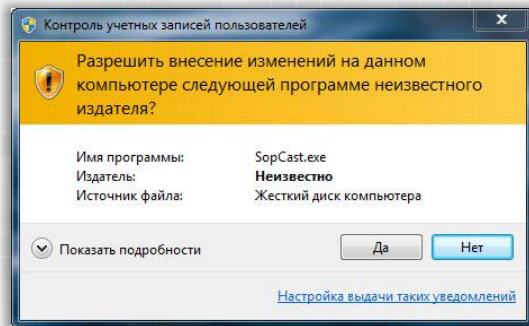 Контроль учетных записей пользователей
Разрешить внесение изменений на данном
компьютере следующей программе неизвестного
издателя?
Имя программы: SopCast.exe
Издатель: Неизвестно
Источник файла: Жесткий диск компьютера
Показать подробности Да Нет
Настройка выдачи таких уведомлений